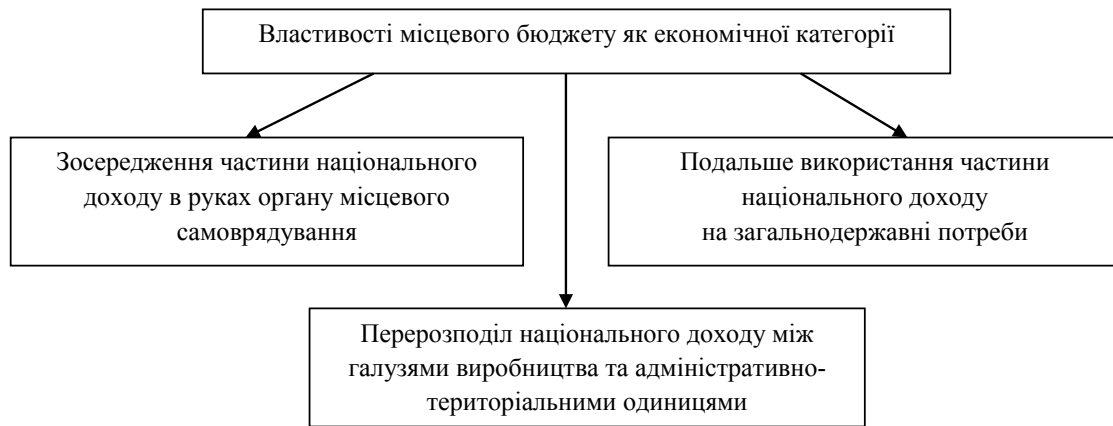 Властивості місцевого бюджету як економічної категорії
Зосередження частини національного
доходу в руках органу місцевого
самоврядування
Подальше використання частини
національного доходу
на загальнодержавні потреби
Перерозподіл національного доходу між
галузями виробництва та адміністративно-
територіальними одиницями